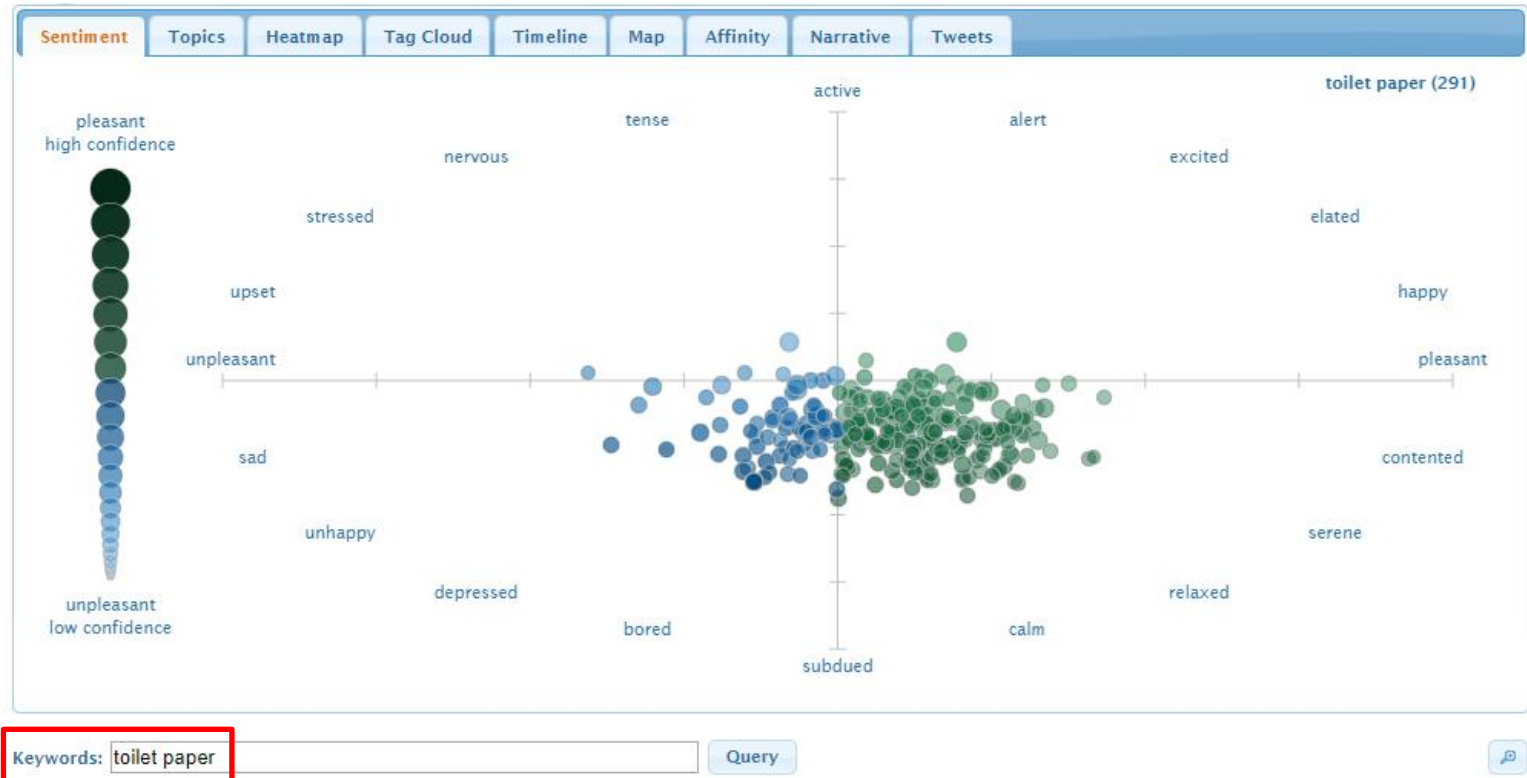 Sentiment Topics Heatmap Tag Cloud Timeline Map Affinity Narrative Tweets
toilet paper (291)
active
pleasant
high confidence
tense
alert
nervous
excited
stressed
elated
upset
happy
unpleasant
pleasant
sad
contented
unhappy
serene
depressed
relaxed
unpleasant
low confidence
bored
calm
subdued
Keywords: toilet paper Query